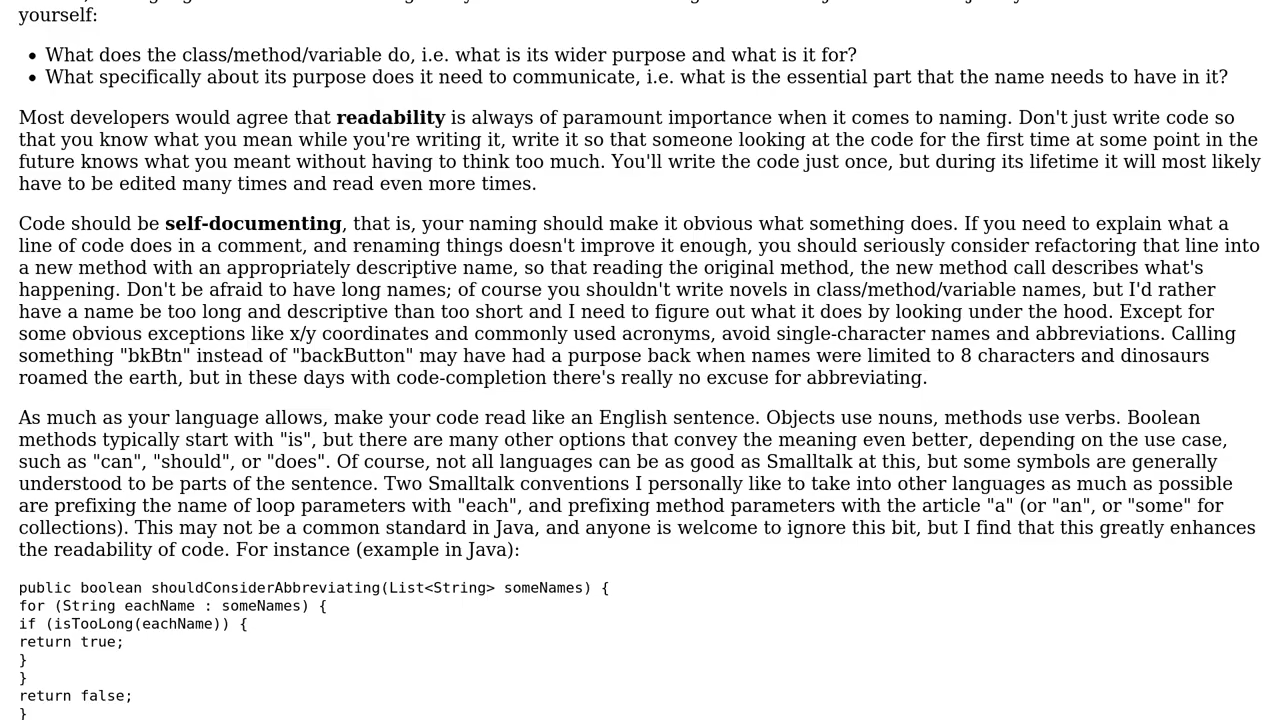 yourself:
What does the class/method/variable do, i.e. what is its wider purpose and what is it for?
What specifically about its purpose does it need to communicate, i.e. what is the essential part that the name needs to have in it?
Most developers would agree that readability is always of paramount importance when it comes to naming. Don't just write code so
that you know what you mean while you're writing it, write it so that someone looking at the code for the first time at some point in the
future knows what you meant without having to think too much. You'll write the code just once, but during its lifetime it will most likely
have to be edited many times and read even more times.
Code should be self-documenting, that is, your naming should make it obvious what something does. If you need to explain what a
line of code does in a comment, and renaming things doesn't improve it enough, you should seriously consider refactoring that line into
a new method with an appropriately descriptive name, so that reading the original method, the new method call describes what's
happening. Don't be afraid to have long names; of course you shouldn't write novels in class/method/variable names, but I'd rather
have a name be too long and descriptive than too short and I need to figure out what it does by looking under the hood. Except for
some obvious exceptions like x/y coordinates and commonly used acronyms, avoid single-character names and abbreviations. Calling
something "bkBtn" instead of "backButton" may have had a purpose back when names were limited to 8 characters and dinosaurs
roamed the earth, but in these days with code-completion there's really no excuse for abbreviating.
As much as your language allows, make your code read like an English sentence. Objects use nouns, methods use verbs. Boolean
methods typically start with "is", but there are many other options that convey the meaning even better, depending on the use case,
such as "can", "should", or "does". Of course, not all languages can be as good as Smalltalk at this, but some symbols are generally
understood to be parts of the sentence. Two Smalltalk conventions I personally like to take into other languages as much as possible
are prefixing the name of loop parameters with "each", and prefixing method parameters with the article "a" (or "an", or "some" for
collections). This may not be a common standard in Java, and anyone is welcome to ignore this bit, but I find that this greatly enhances
the readability of code. For instance (example in Java):
public boolean shouldConsiderAbbreviating(List<String> someNames) {
for (String eachName : someNames) {
if (isTooLong(eachName)) {
return true;
}
}
return false;
}